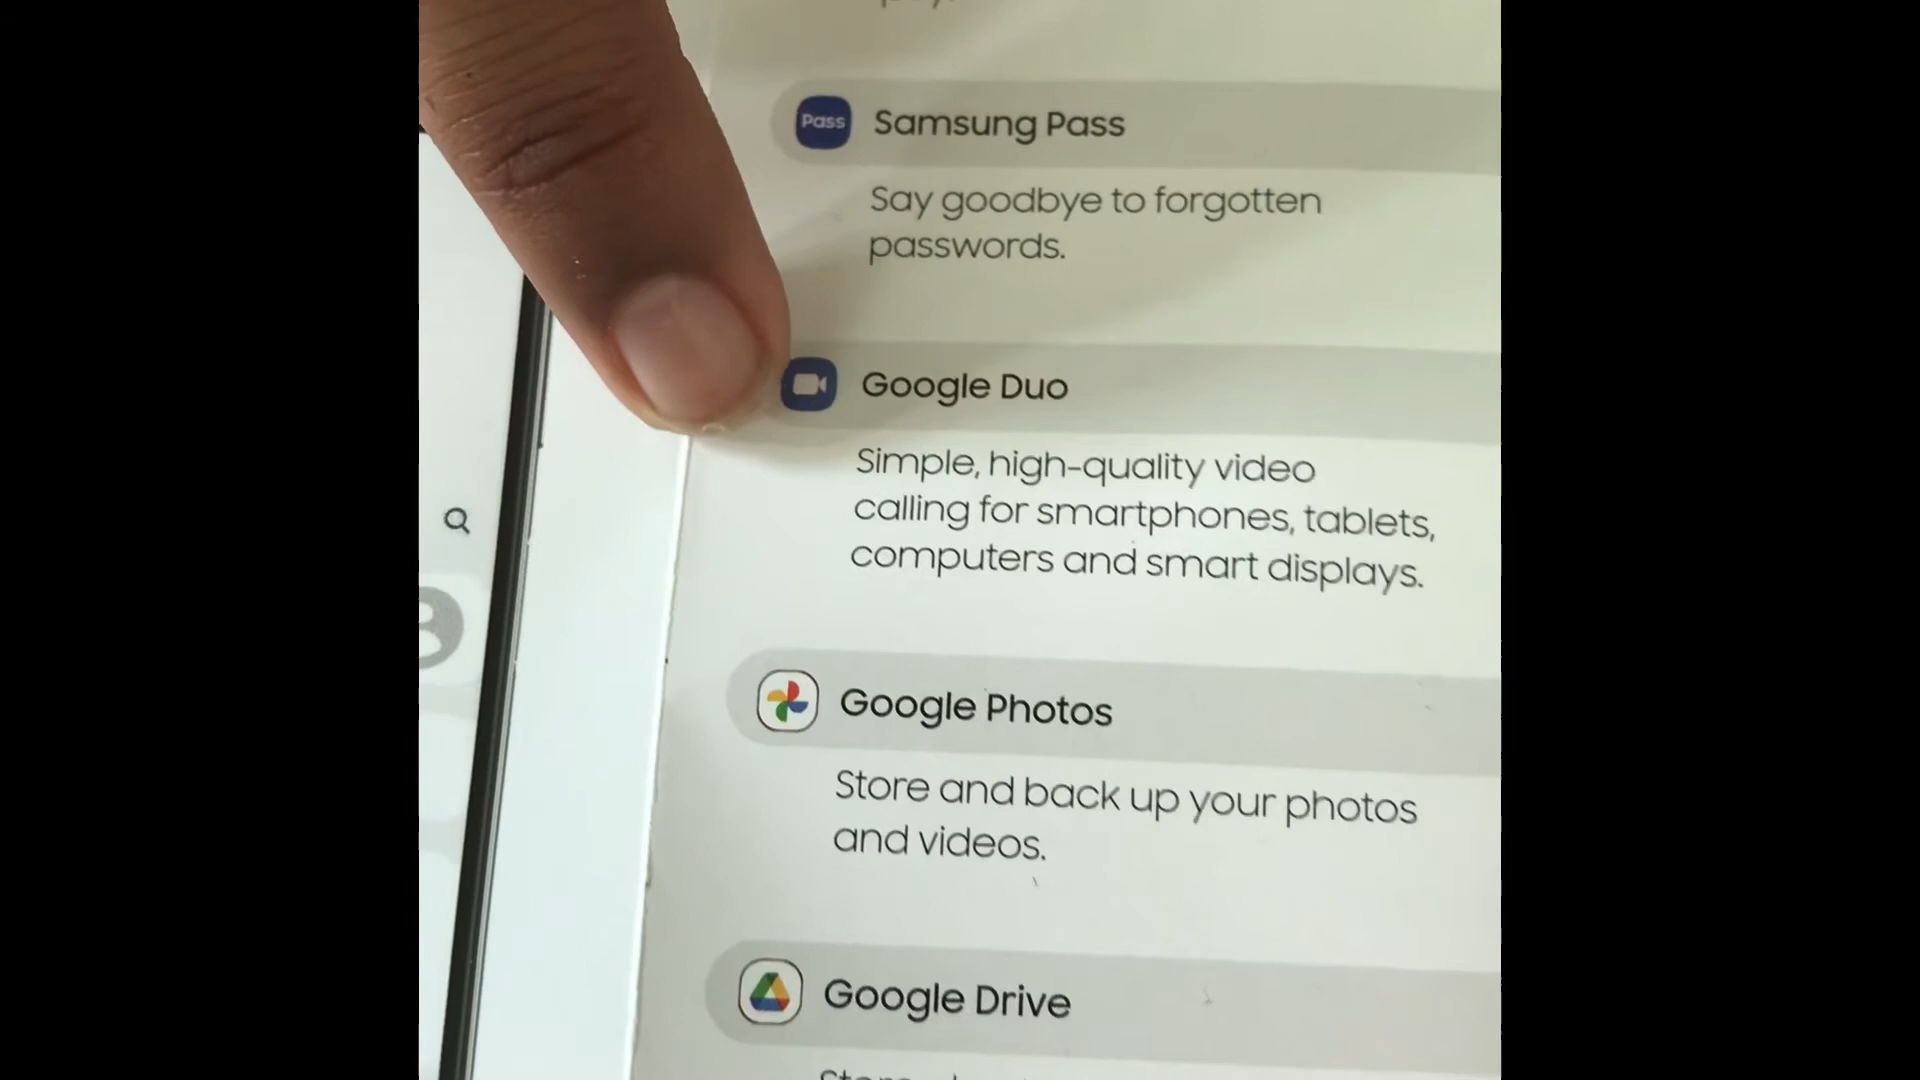 Pass Samsung Pass
Say goodbye to forgotten
passwords.
Google Duo
Simple, high-quality video
calling for smartphones, tablets,
computers and smart displays.
Google Photos
Store and back up your photos
and videos.
Google Drive